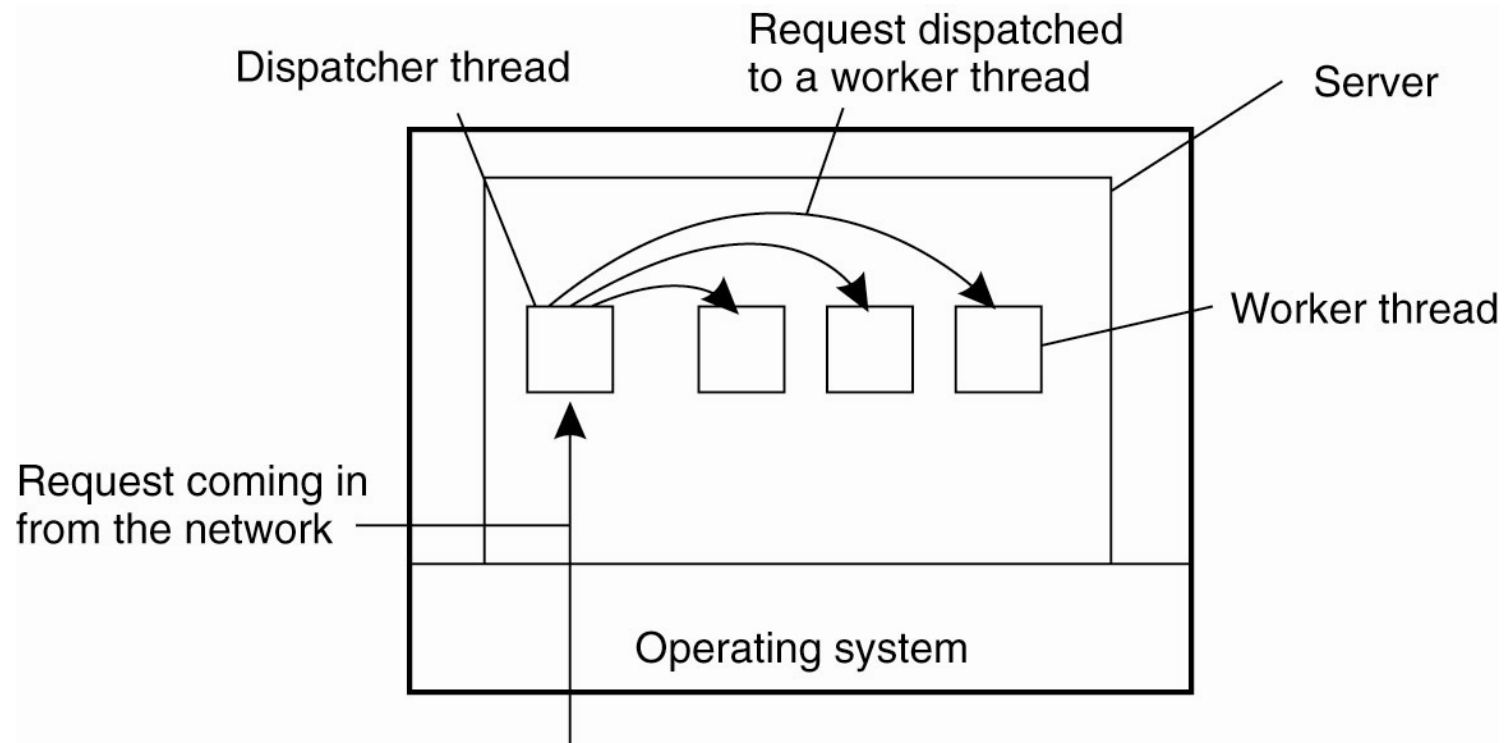 Dispatcher thread
Request dispatched
to a worker thread
Server
Worker thread
Request coming in
from the network
Operating system